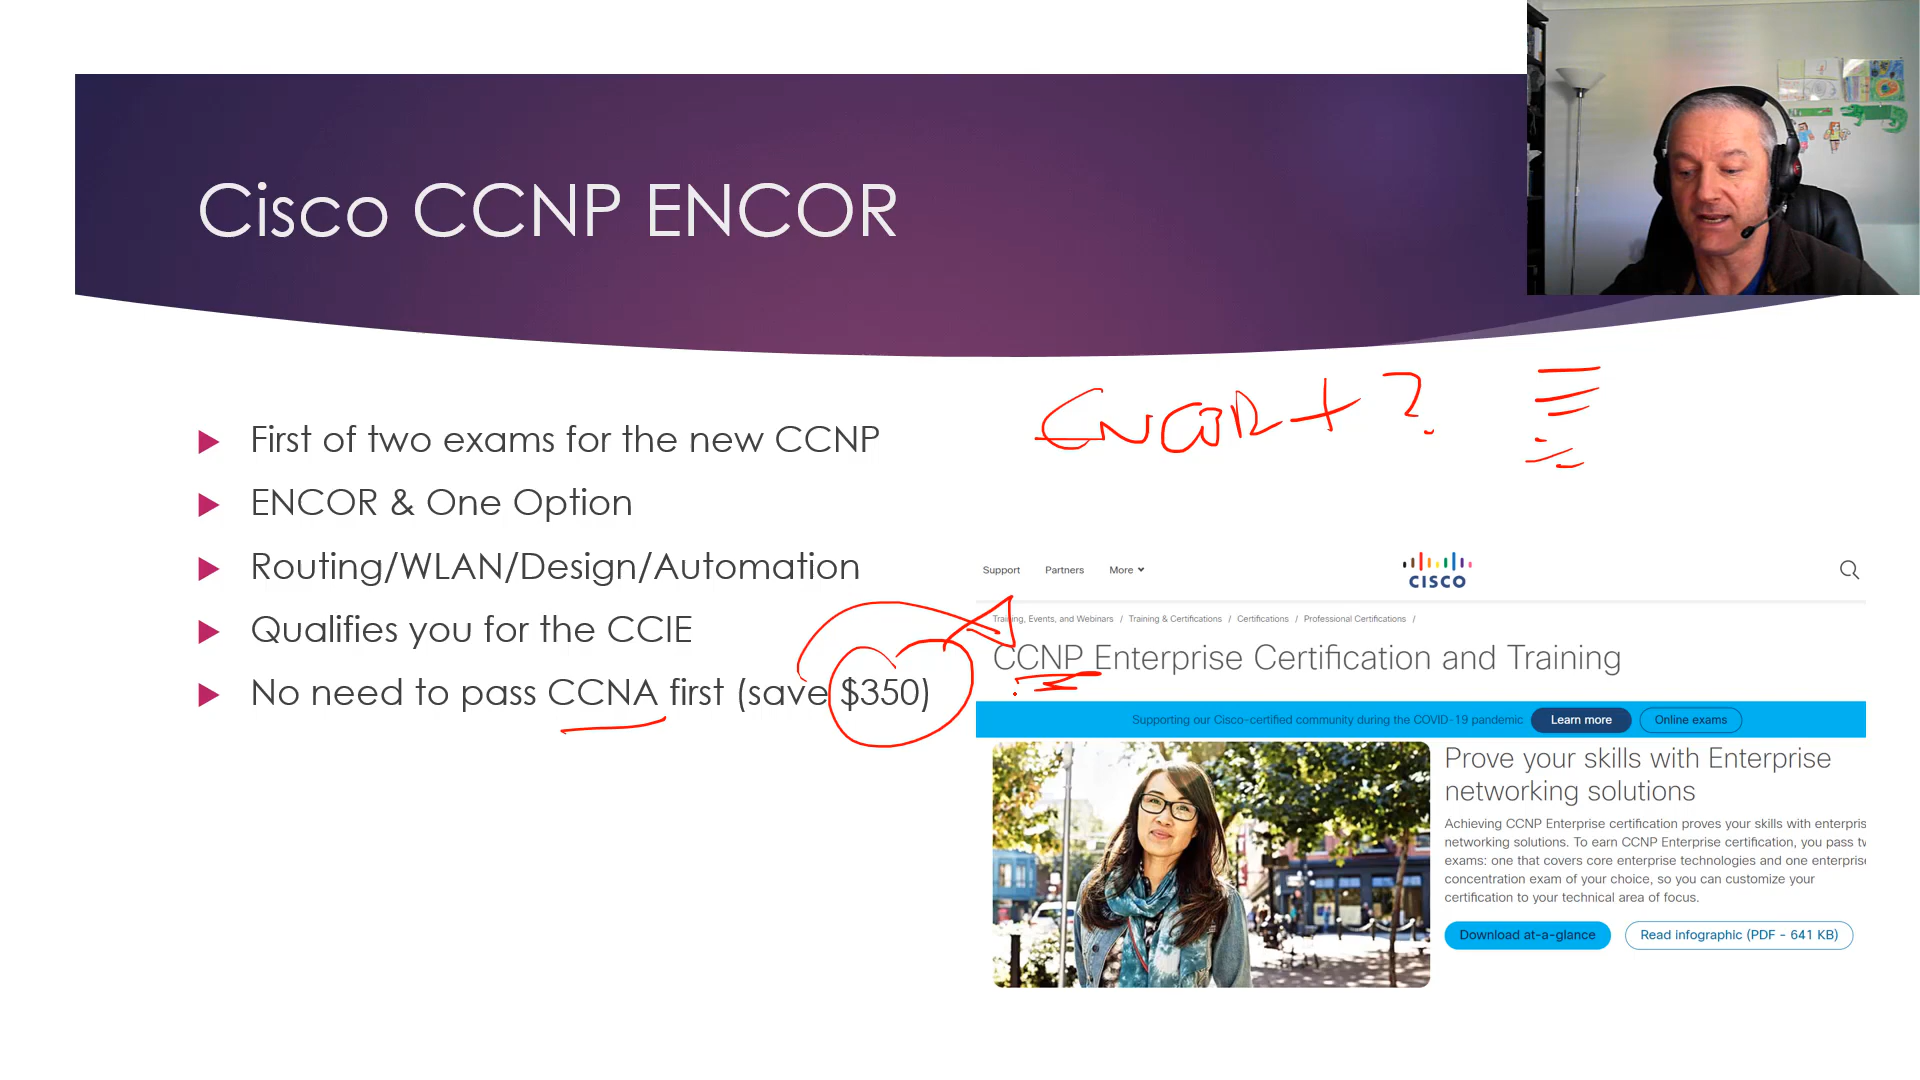 Cisco CCNP ENCOR
ENCOR + ?
First of two exams for the new CCNP
ENCOR & One Option
Routing/WLAN/Design/Automation
Qualifies you for the CCIE
No need to pass CCNA first (save $350)
Support Partners More
CISCO
Training, Events, and Webinars / Training & Certifications / Certifications / Professional Certifications /
CCNP Enterprise Certification and Training
Supporting our Cisco-certified community during the COVID-19 pandemic Learn more Online exams
Prove your skills with Enterprise
networking solutions
Achieving CCNP Enterprise certification proves your skills with enterpris
networking solutions. To earn CCNP Enterprise certification, you pass tw
exams: one that covers core enterprise technologies and one enterprise
concentration exam of your choice, so you can customize your
certification to your technical area of focus.
Download at-a-glance Read infographic (PDF - 641 KB)